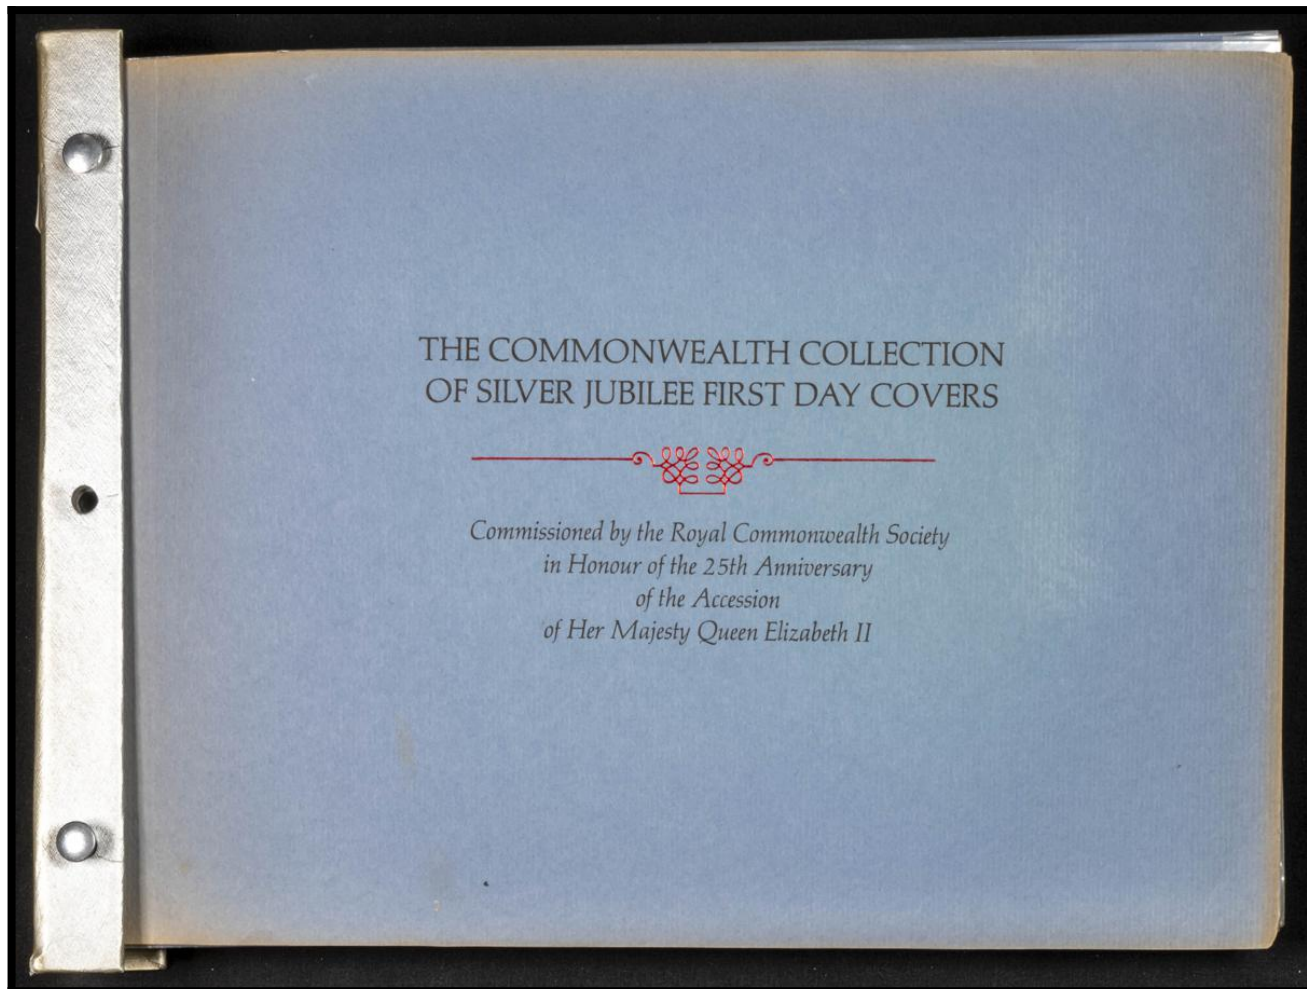 THE COMMONWEALTH COLLECTION
OF SILVER JUBILEE FIRST DAY COVERS
Commissioned by the Royal Commonwealth Society
in Honour of the 25th Anniversary
of the Accession
of Her Majesty Queen Elizabeth II